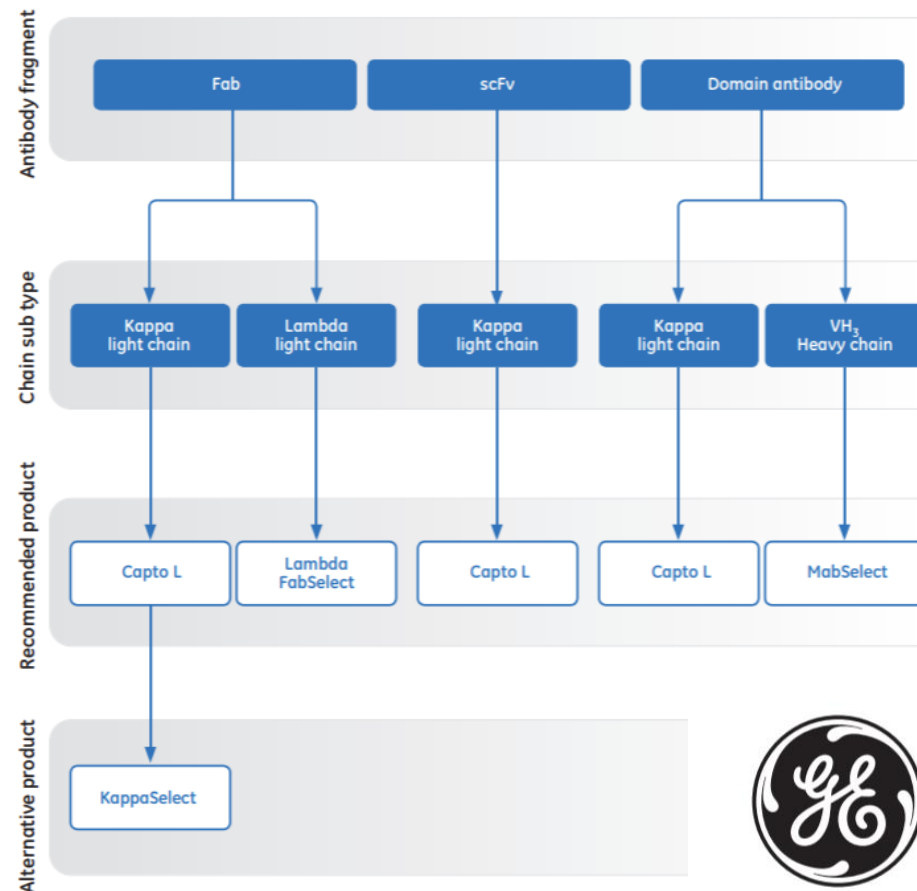 Antibody fragment
Fab
scFv
Domain antibody
Chain sub type
Kappa
light chain
Lambda
light chain
Kappa
light chain
Kappa
light chain
VH3
Heavy chain
Recommended product
Capto L
Lambda
FabSelect
Capto L
Capto L
MabSelect
Alternative product
KappaSelect
GE